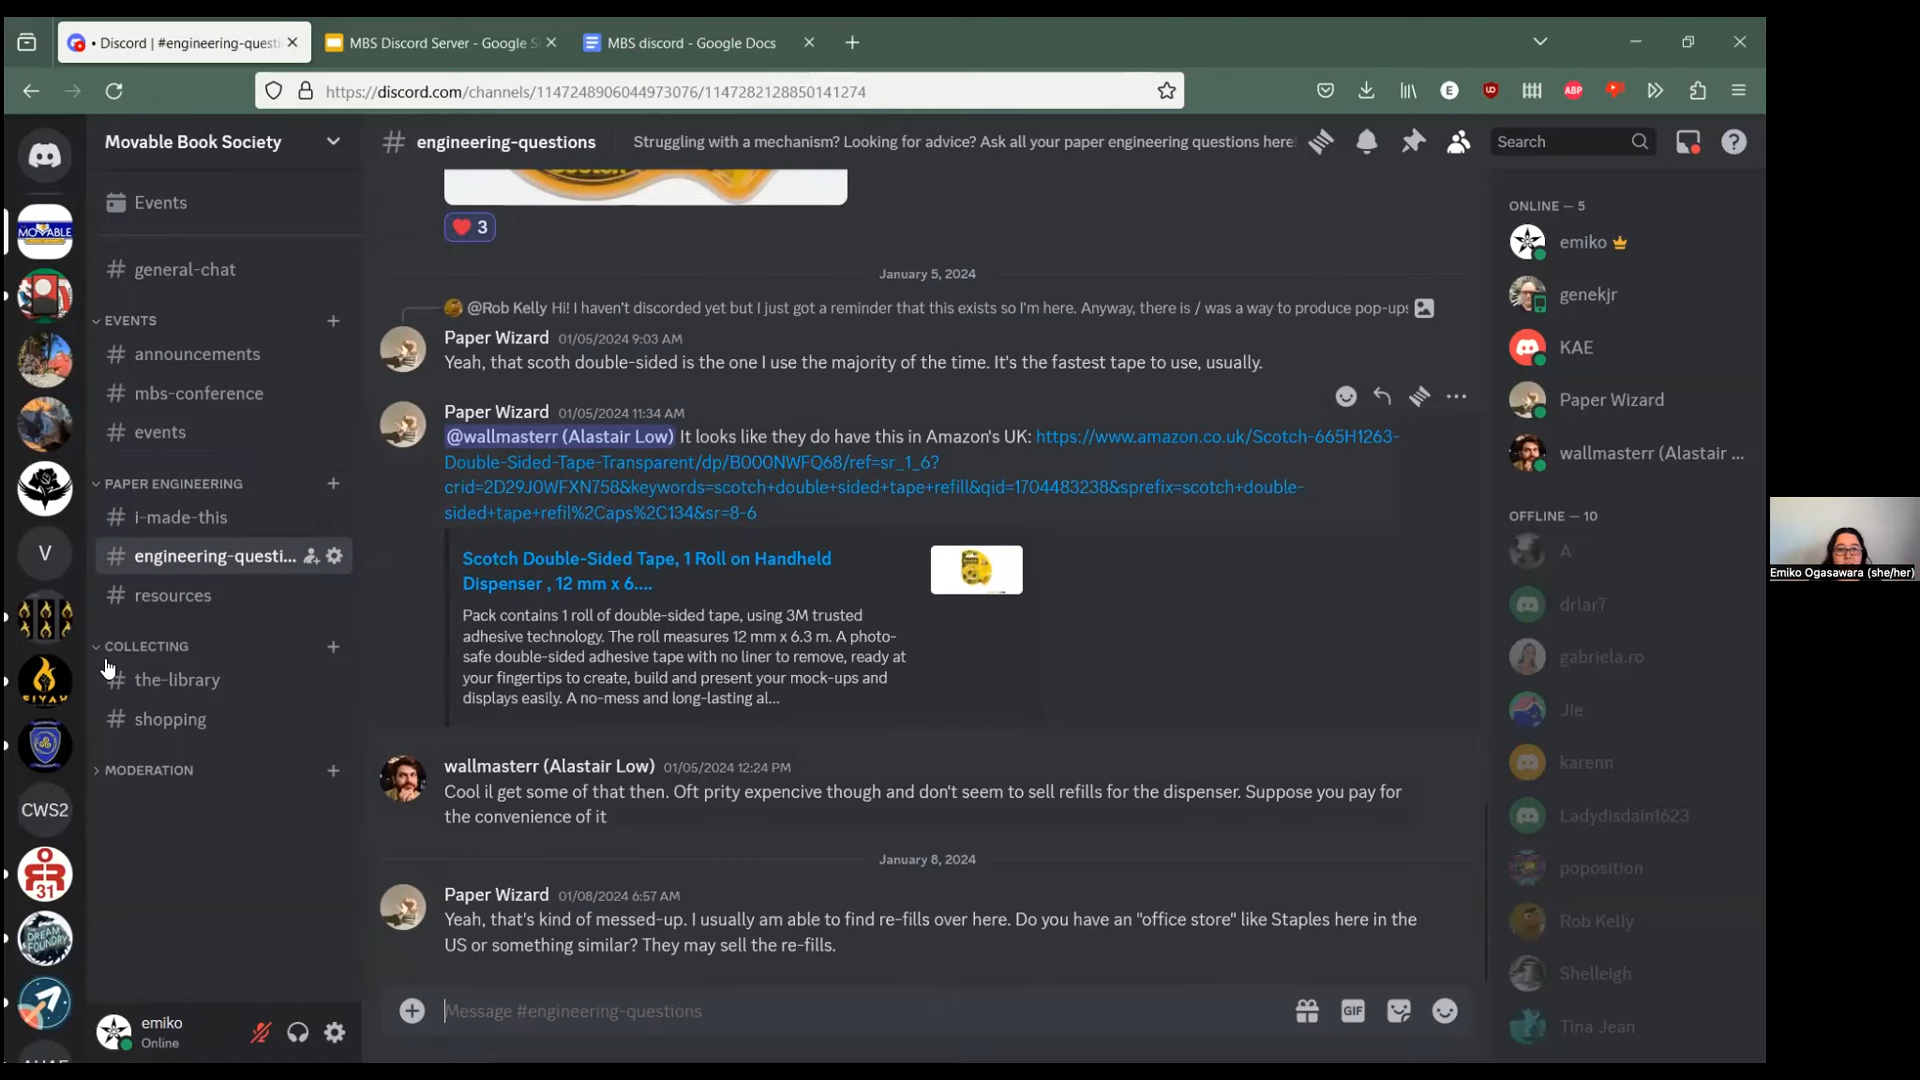 • Discord | #engineering-questi
MBS Discord Server - Google S
MBS discord - Google Docs
https://discord.com/channels/1147248906044973076/1147282128850141274
Movable Book Society
# engineering-questions
Struggling with a mechanism? Looking for advice? Ask all your paper engineering questions here!
Search
Events
# general-chat
EVENTS
# announcements
# mbs-conference
# events
PAPER ENGINEERING
# i-made-this
# engineering-questi...
# resources
COLLECTING
# the-library
# shopping
MODERATION
MOVABLE
V
CWS2
31
THE DREAM FOUNDRY
emiko
Online
Scotch
3
January 5, 2024
@Rob Kelly Hi! I haven't discorded yet but I just got a reminder that this exists so I'm here. Anyway, there is / was a way to produce pop-ups
Paper Wizard 01/05/2024 9:03 AM
Yeah, that scoth double-sided is the one I use the majority of the time. It's the fastest tape to use, usually.
Paper Wizard 01/05/2024 11:34 AM
@wallmasterr (Alastair Low) It looks like they do have this in Amazon's UK: https://www.amazon.co.uk/Scotch-665H1263-
Double-Sided-Tape-Transparent/dp/B000NWFQ68/ref=sr_1_6?
crid=2D29J0WFXN758&keywords=scotch+double+sided+tape+refill&qid=1704483238&sprefix=scotch+double-
sided+tape+refil%2Caps%2C134&sr=8-6
Scotch Double-Sided Tape, 1 Roll on Handheld
Dispenser , 12 mm x 6....
Pack contains 1 roll of double-sided tape, using 3M trusted
adhesive technology. The roll measures 12 mm x 6.3 m. A photo-
safe double-sided adhesive tape with no liner to remove, ready at
your fingertips to create, build and present your mock-ups and
displays easily. A no-mess and long-lasting al...
wallmasterr (Alastair Low) 01/05/2024 12:24 PM
Cool il get some of that then. Oft prity expencive though and don't seem to sell refills for the dispenser. Suppose you pay for
the convenience of it
January 8, 2024
Paper Wizard 01/08/2024 6:57 AM
Yeah, that's kind of messed-up. I usually am able to find re-fills over here. Do you have an "office store" like Staples here in the
US or something similar? They may sell the re-fills.
Message #engineering-questions
GIF
ONLINE — 5
emiko
genekjr
KAE
Paper Wizard
wallmasterr (Alastair ...
OFFLINE — 10
A
drlar7
gabriela.ro
Jie
karenn
Ladydisdain1623
poposition
Rob Kelly
Shelleigh
Tina Jean
E
ABP
Emiko Ogasawara (she/her)